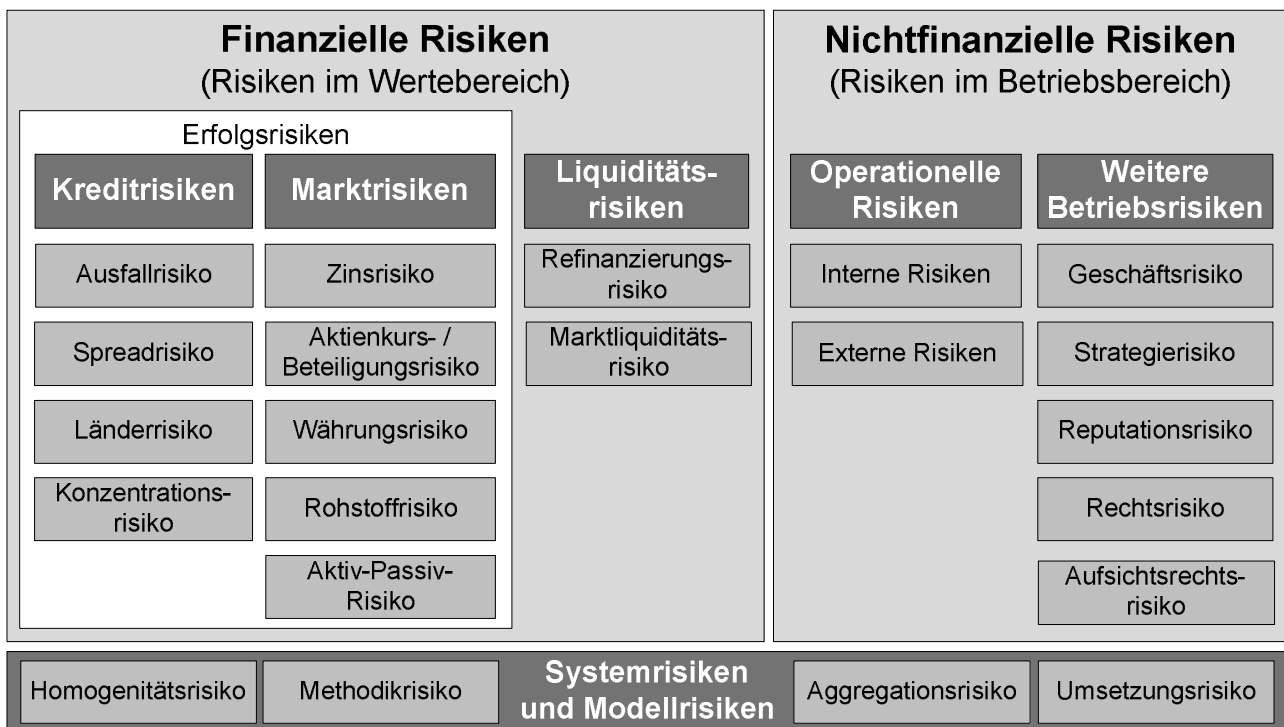 Finanzielle Risiken
(Risiken im Wertebereich)
Erfolgsrisiken
Kreditrisiken
Ausfallrisiko
Spreadrisiko
Länderrisiko
Konzentrations-
risiko
Marktrisiken
Zinsrisiko
Aktienkurs- /
Beteiligungsrisiko
Währungsrisiko
Rohstoffrisiko
Aktiv-Passiv-
Risiko
Liquiditäts-
risiken
Refinanzierungs-
risiko
Marktliquiditäts-
risiko
Nichtfinanzielle Risiken
(Risiken im Betriebsbereich)
Operationelle
Risiken
Interne Risiken
Externe Risiken
Weitere
Betriebsrisiken
Geschäftsrisiko
Strategierisiko
Reputationsrisiko
Rechtsrisiko
Aufsichtsrechts-
risiko
Homogenitätsrisiko
Methodikrisiko
Systemrisiken
und Modellrisiken
Aggregationsrisiko
Umsetzungsrisiko